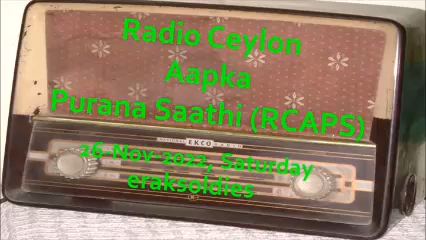 Radio Ceylon
Aapka
Purana Saathi (RCAPS)
EKCO
26-Nov-2022, Saturday
eraksoldies